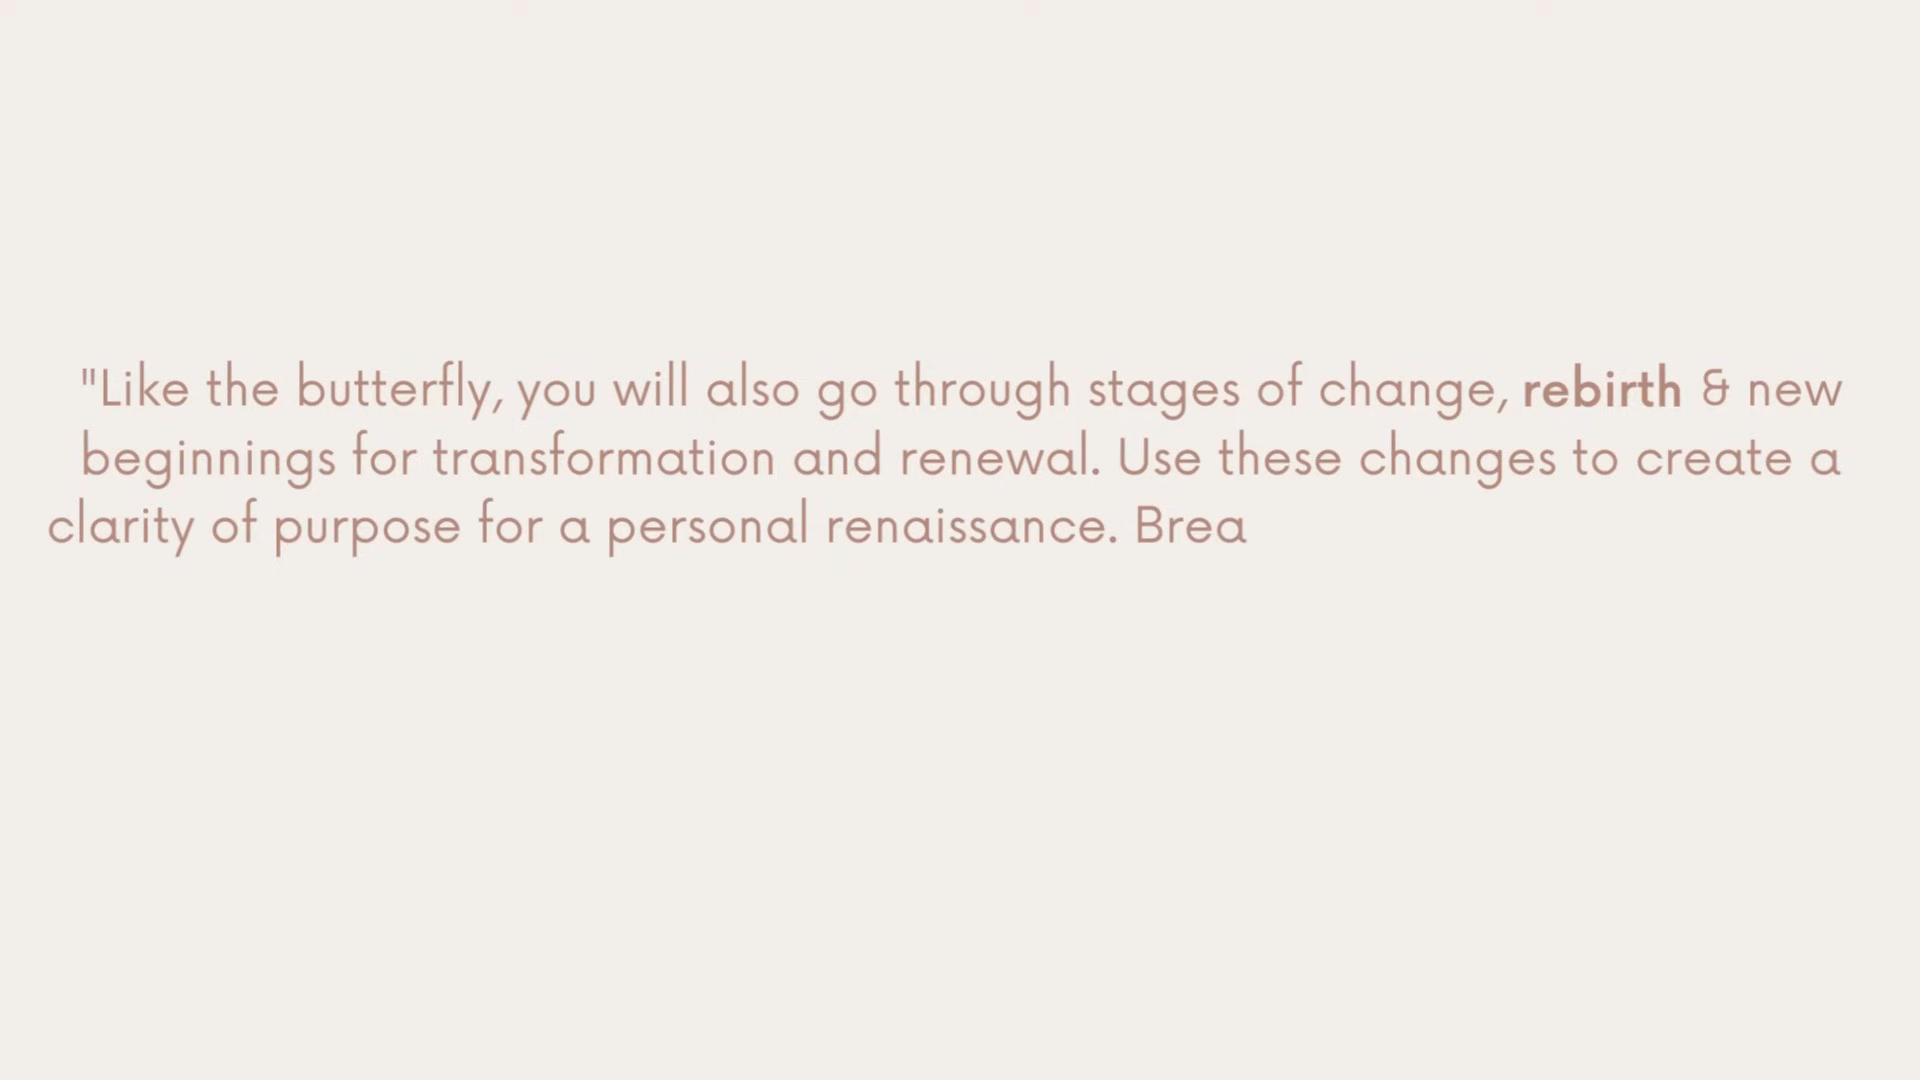 "Like the butterfly, you will also go through stages of change, rebirth & new
beginnings for transformation and renewal. Use these changes to create a
clarity of purpose for a personal renaissance. Brea